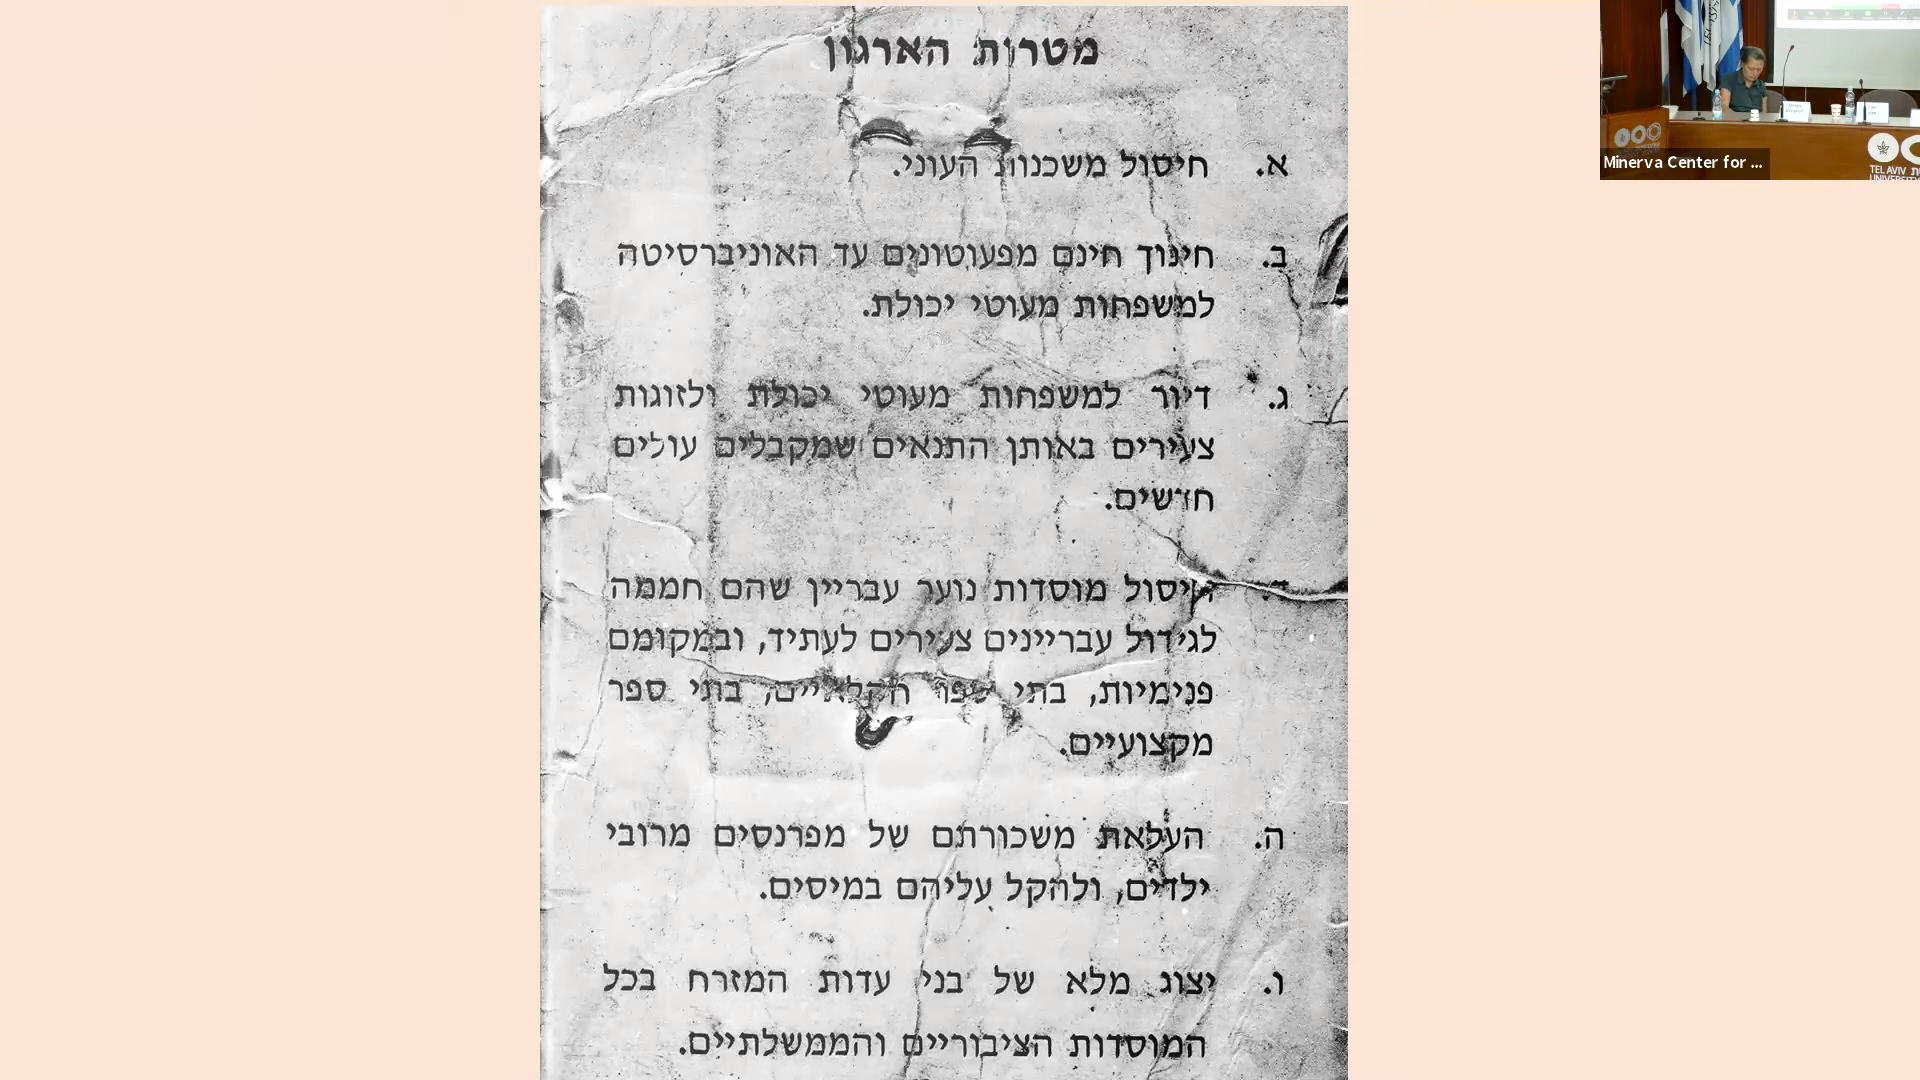 מטרות הארגון
א. חיסול משכנות העוני.
ב. חינוך חינם מפעוטונים עד האוניברסיטה
למשפחות מעוטי יכולת.
ג. דיור למשפחות מעוטי יכולת ולזוגות
צעירים באותן התנאים שמקבלים עולים
חדשים.
ד. חיסול מוסדות נוער עבריין שהם חממה
לגידול עבריינים צעירים לעתיד, ובמקומם
פנימיות, בתי ספר חקלאיים, בתי ספר
מקצועיים.
ה. העלאת משכורתם של מפרנסים מרובי
ילדים, ולהקל עליהם במיסים.
ו. יצוג מלא של בני עדות המזרח בכל
המוסדות הציבוריים והממשלתיים.
Minerva Center for ...
TEL AVIV
UNIVERSITY